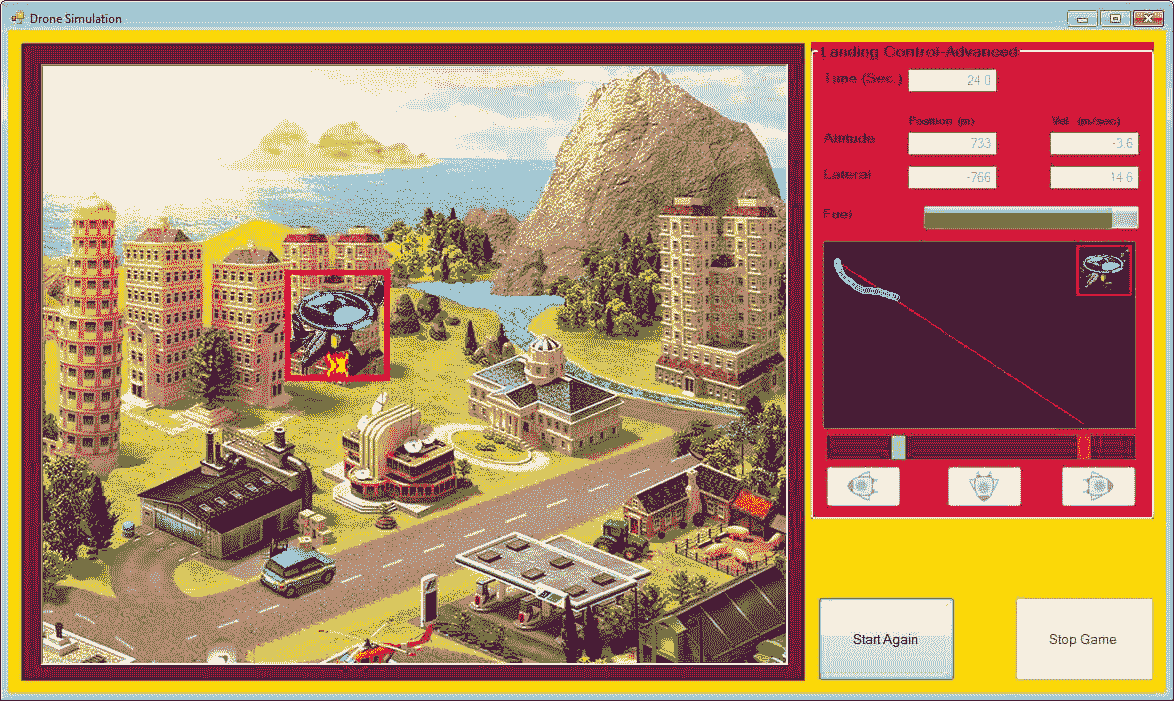 Drone Simulation
Landing Control-Advanced
Time (Sec.) 24.0
Position (m) Vel. (m/sec)
Altitude 733 -3.6
Lateral -766 14.6
Fuel
Start Again Stop Game